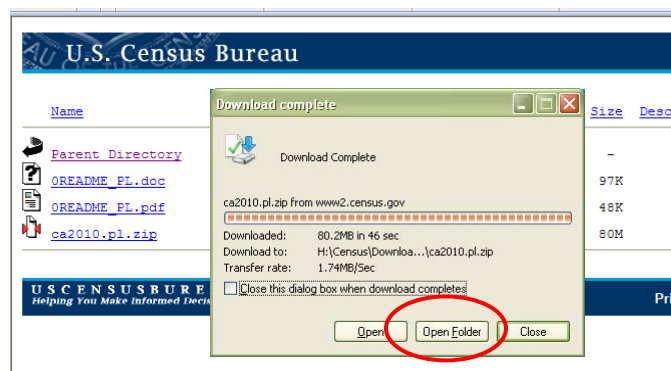 U.S. Census Bureau
Name Size Desc
Parent Directory -
0README_PL.doc 97K
0README_PL.pdf 48K
ca2010.pl.zip 80M
Download complete
Download Complete
ca2010.pl.zip from www2.census.gov
Downloaded: 80.2MB in 46 sec
Download to: H:\Census\Downloa...\ca2010.pl.zip
Transfer rate: 1.74MB/Sec
Close this dialog box when download completes
Open Open Folder Close
U S C E N S U S B U R E
Helping You Make Informed Decis
Pri